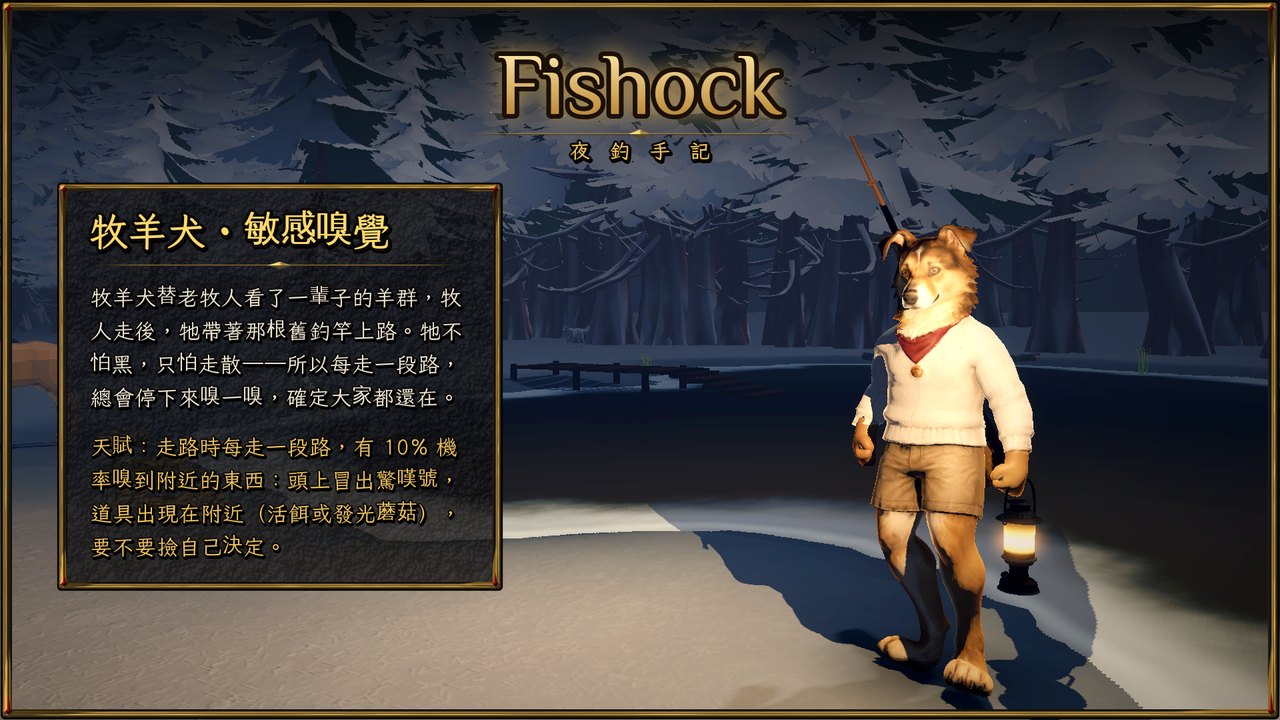 Fishock
夜釣手記
牧羊犬・敏感嗅覺
牧羊犬替老牧人看了一輩子的羊群，牧
人走後，牠帶著那根舊釣竿上路。牠不
怕黑，只怕走散——所以每走一段路，
總會停下來嗅一嗅，確定大家都還在。
天賦：走路時每走一段路，有 10% 機
率嗅到附近的東西：頭上冒出驚嘆號，
道具出現在附近（活餌或發光蘑菇），
要不要撿自己決定。